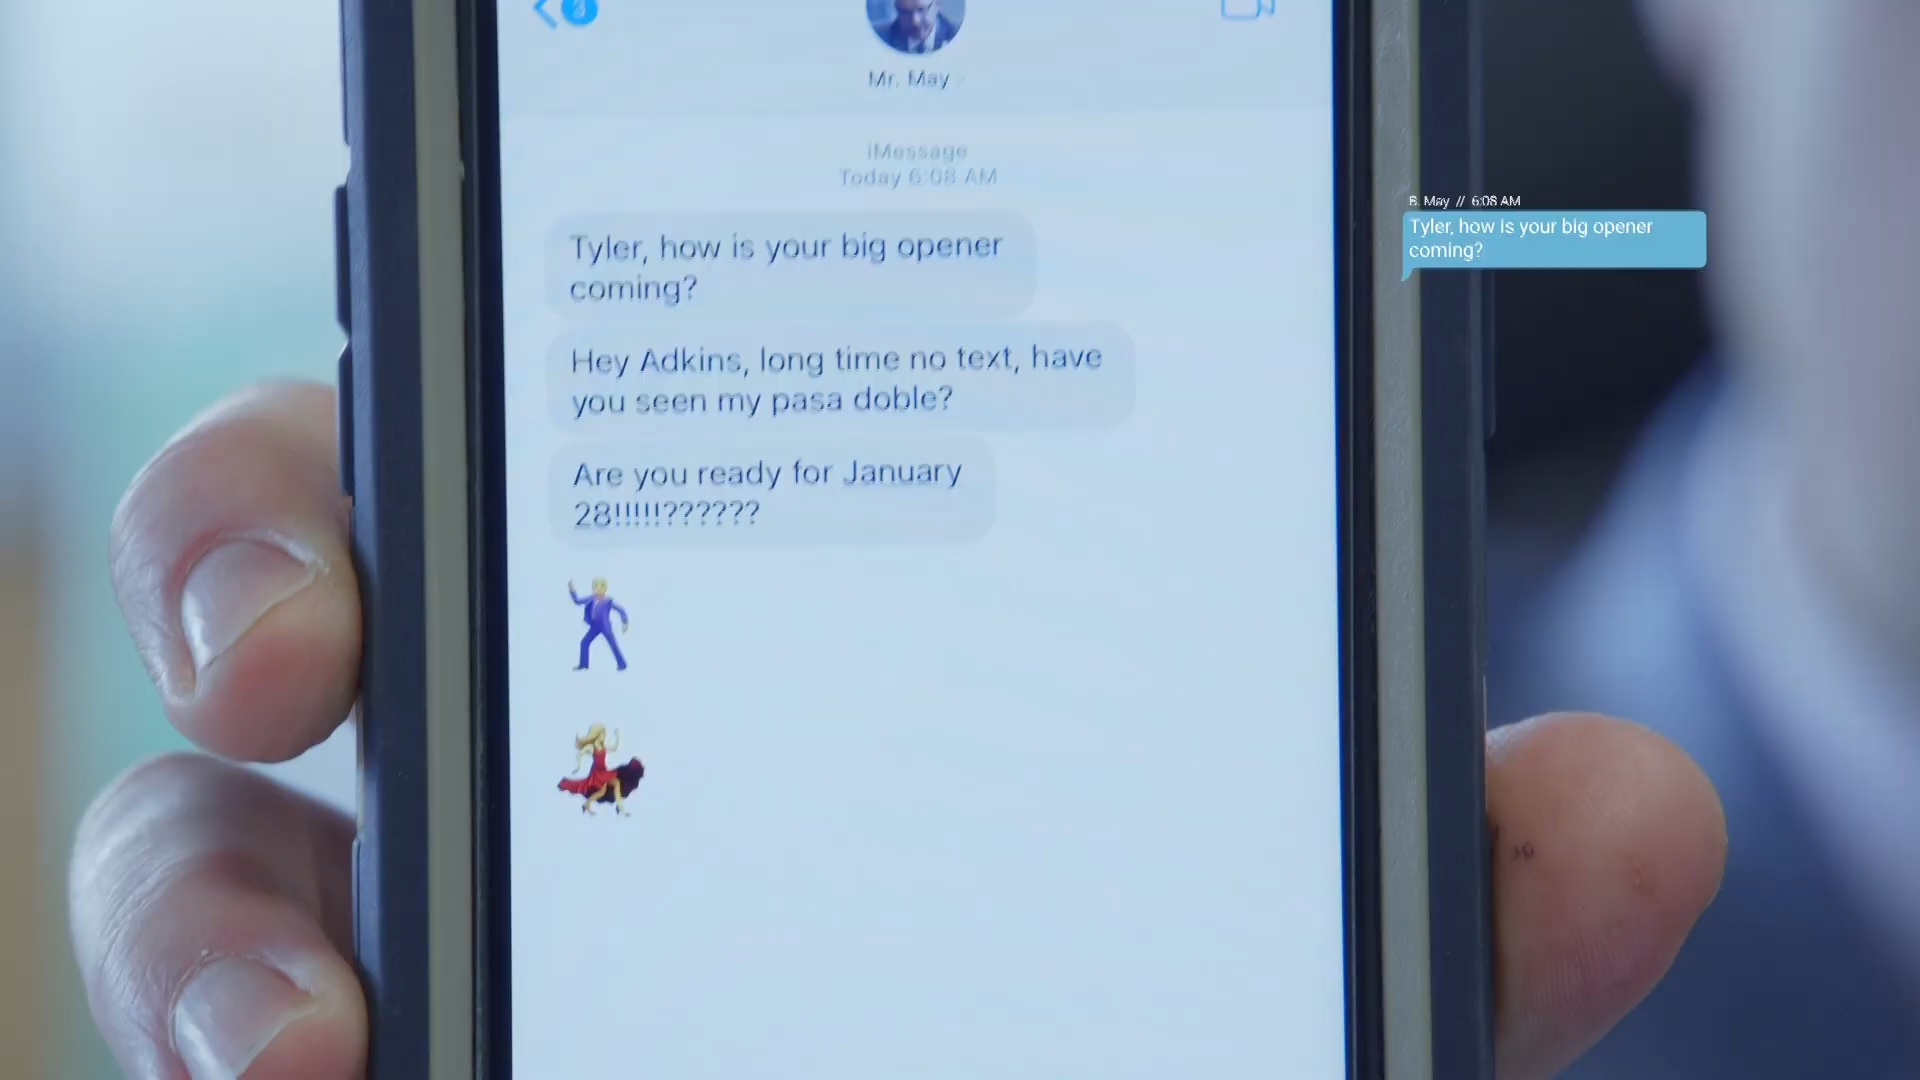 Mr. May
iMessage
Today 6:08 AM
Tyler, how is your big opener
coming?
Hey Adkins, long time no text, have
you seen my pasa doble?
Are you ready for January
28!!!!!??????
B. May // 6:08 AM
Tyler, how is your big opener
coming?